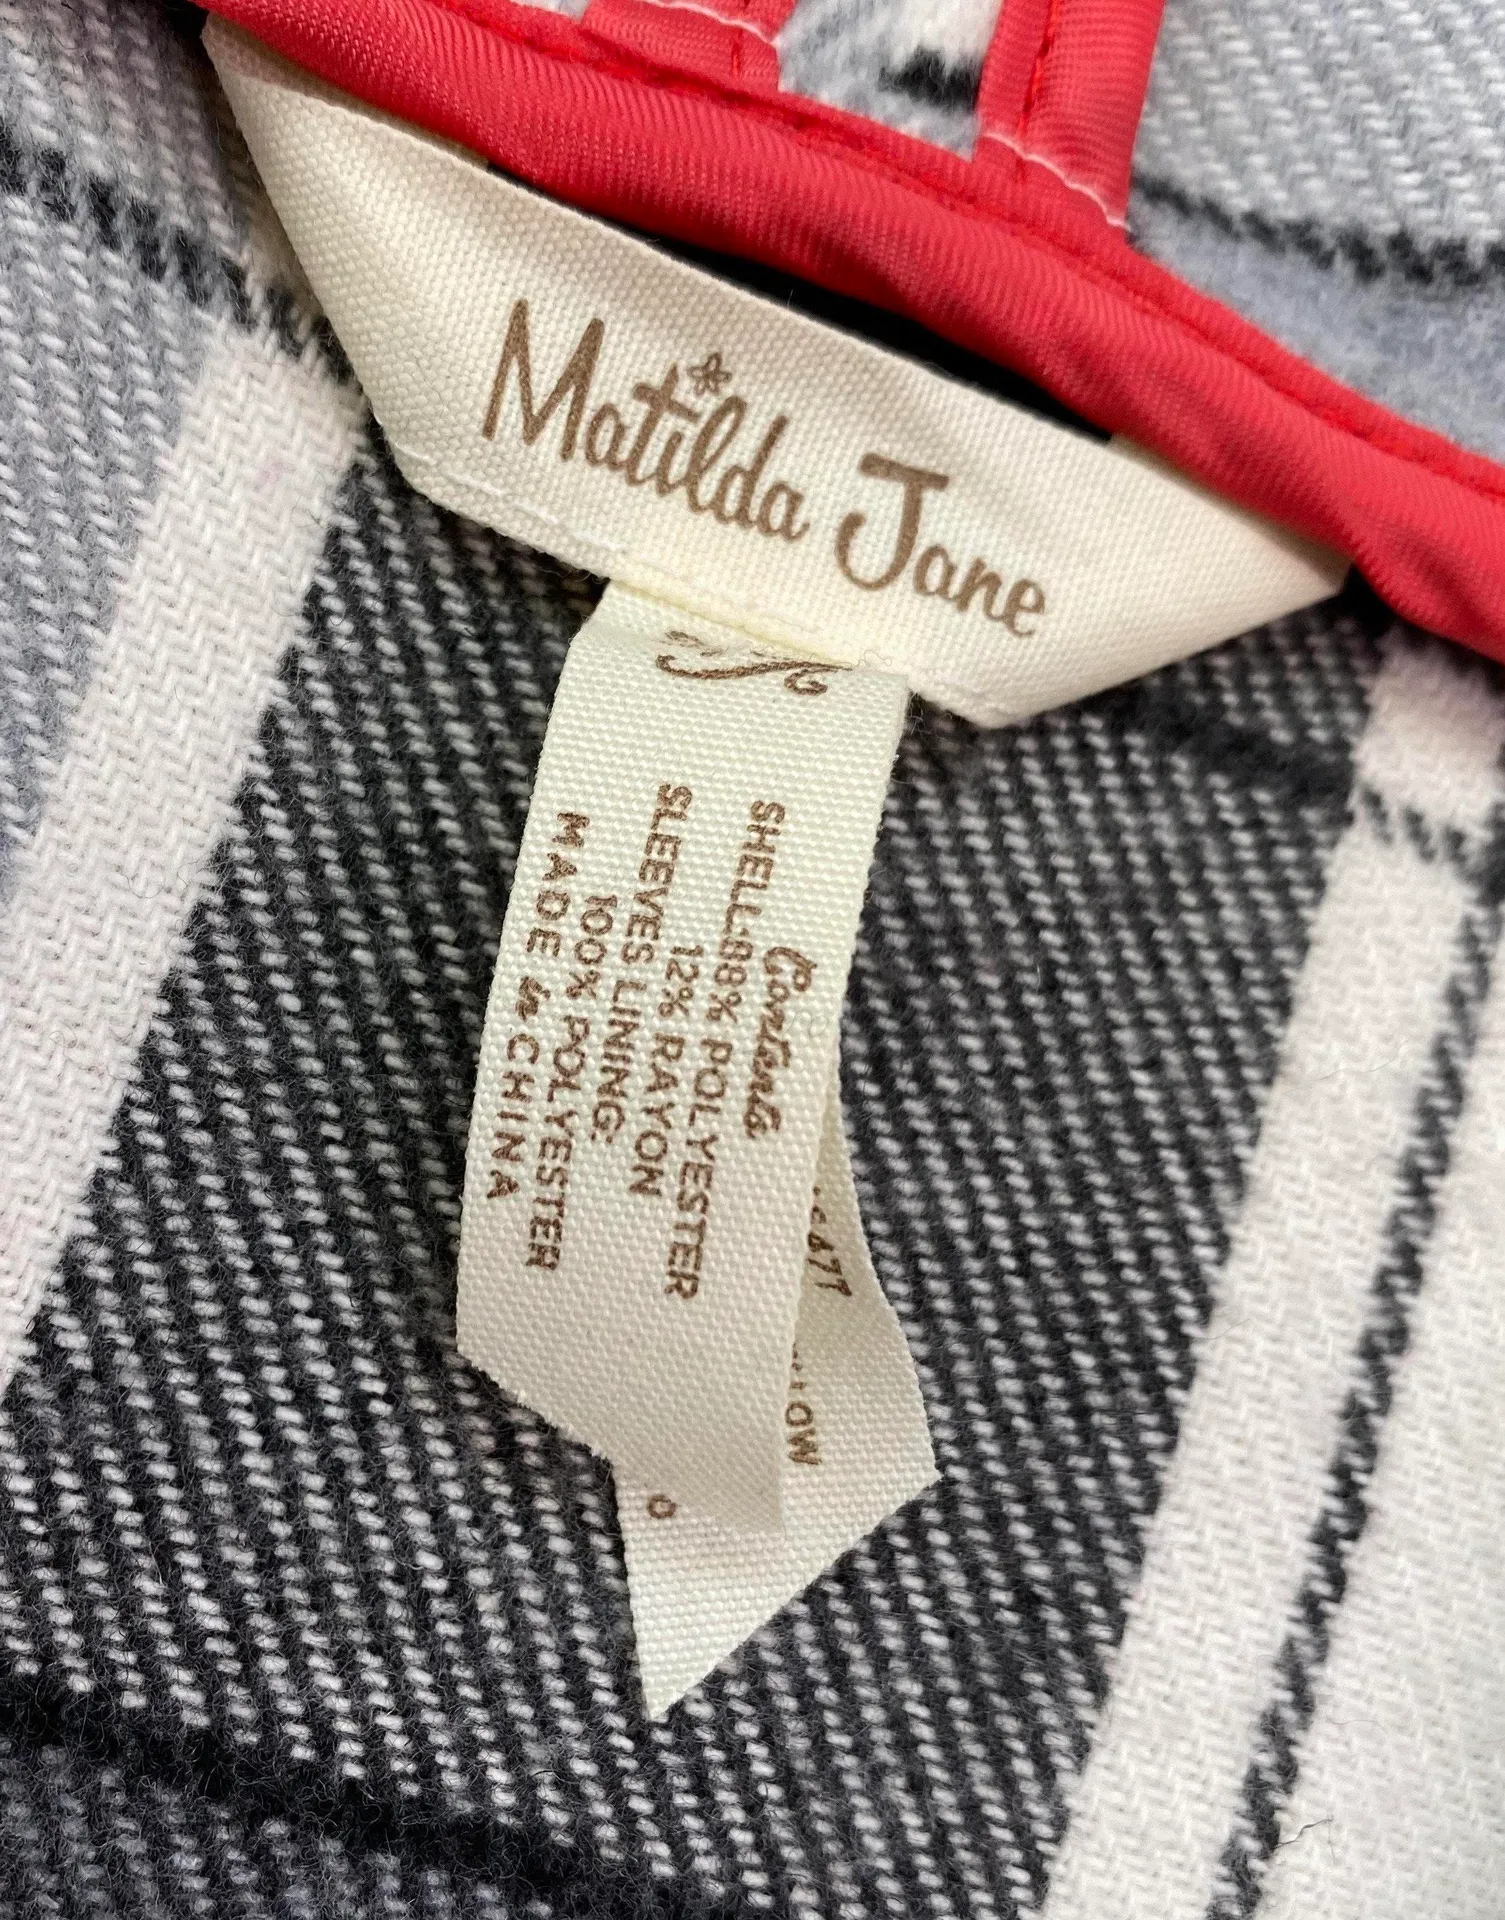 Matilda Jane
Contents
SHELL:88% POLYESTER
12% RAYON
SLEEVES LINING:
100% POLYESTER
MADE in CHINA